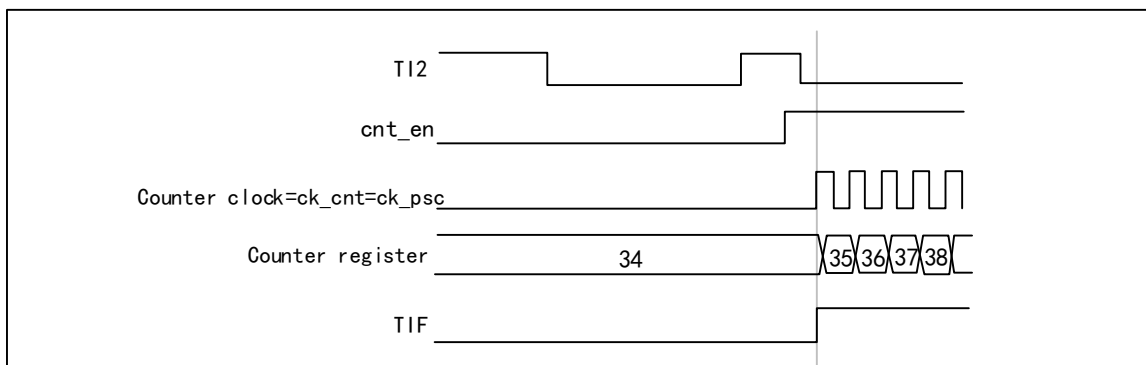 TI2
cnt_en
Counter clock=ck_cnt=ck_psc
Counter register 34 35 36 37 38
TIF